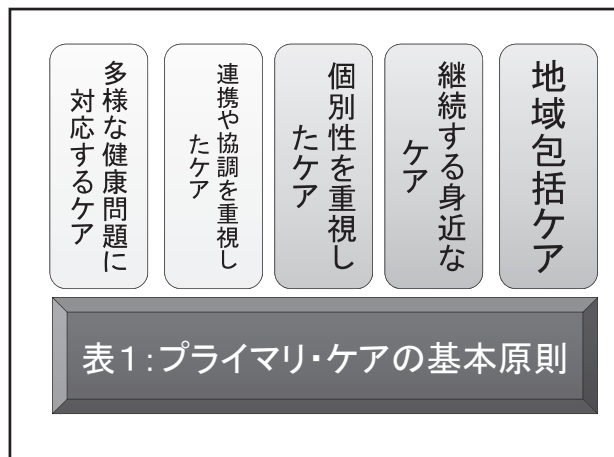 多様な健康問題に
対応するケア
連携や協調を重視し
たケア
個別性を重視し
たケア
継続する身近な
ケア
地域包括ケア
表1:プライマリ・ケアの基本原則